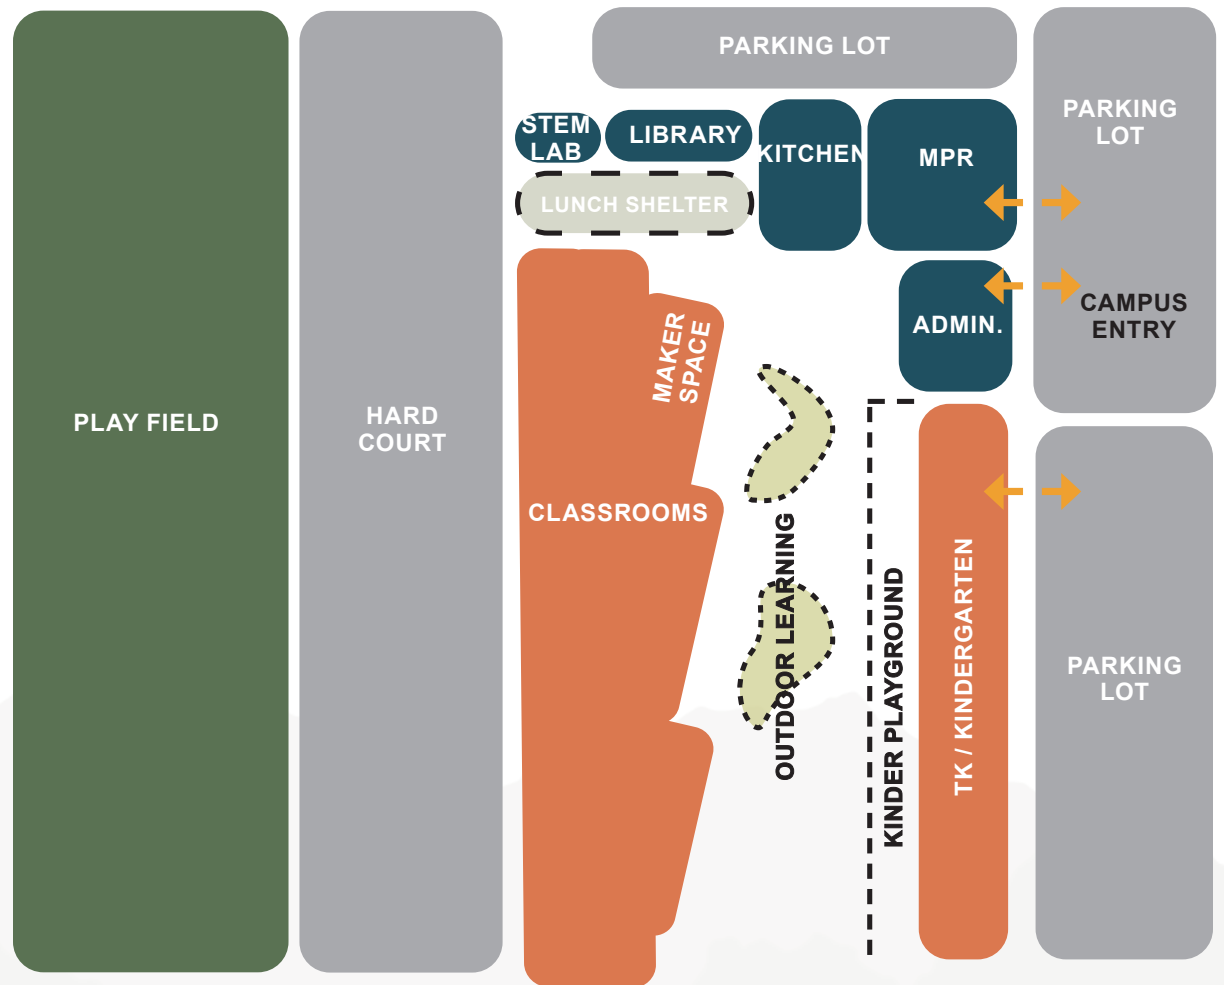 PARKING LOT
PARKING
LOT
STEM
LAB
LIBRARY
KITCHEN
MPR
LUNCH SHELTER
CAMPUS
ENTRY
ADMIN.
MAKER
SPACE
PLAY FIELD
HARD
COURT
CLASSROOMS
OUTDOOR LEARNING
KINDER PLAYGROUND
TK / KINDERGARTEN
PARKING
LOT